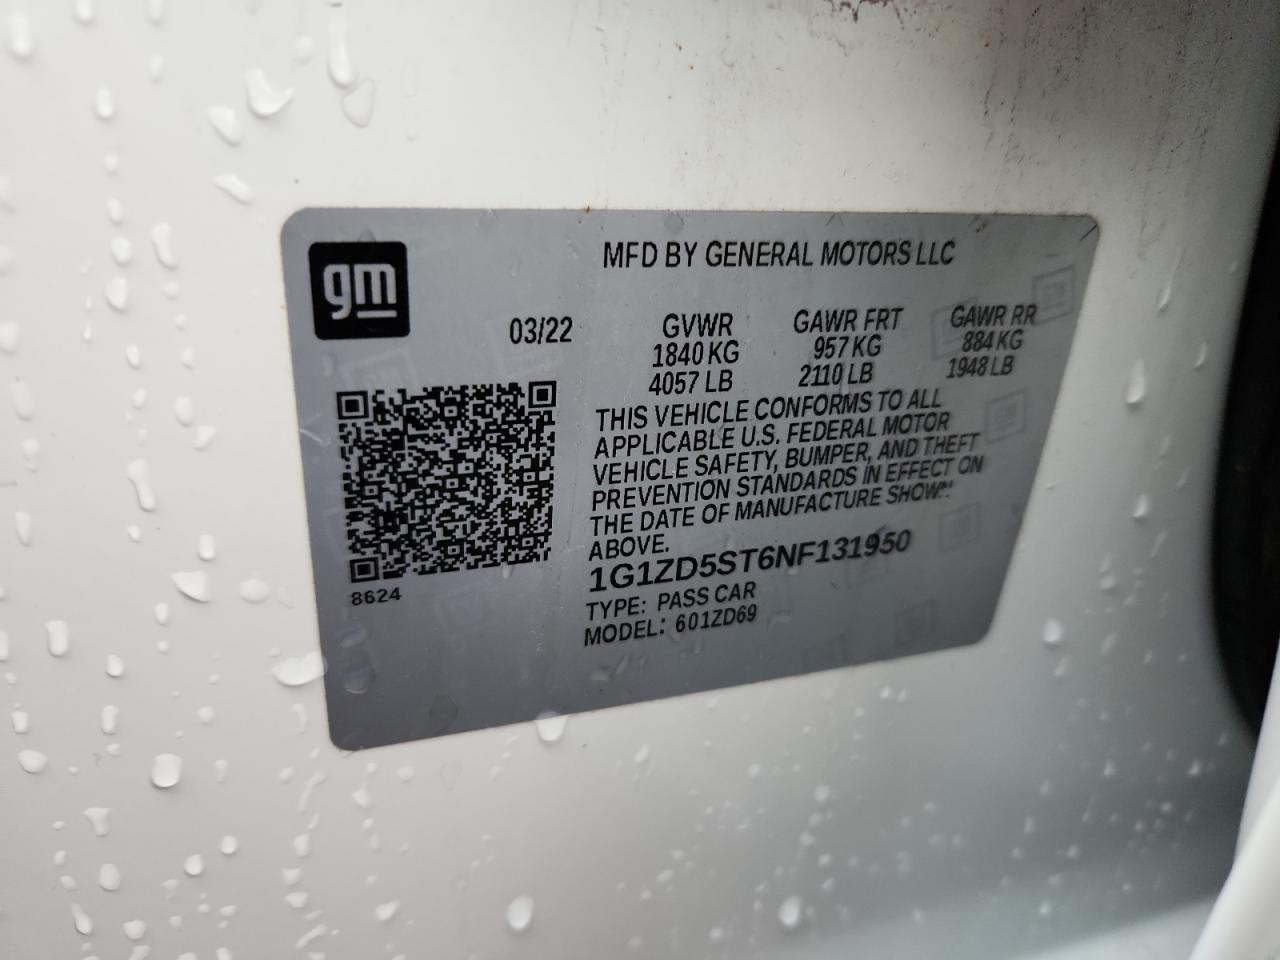 gm
MFD BY GENERAL MOTORS LLC
03/22
GVWR GAWR FRT GAWR RR
1840 KG 957 KG 884 KG
4057 LB 2110 LB 1948 LB
THIS VEHICLE CONFORMS TO ALL
APPLICABLE U.S. FEDERAL MOTOR
VEHICLE SAFETY, BUMPER, AND THEFT
PREVENTION STANDARDS IN EFFECT ON
THE DATE OF MANUFACTURE SHOWN
ABOVE.
1G1ZD5ST6NF131950
8624
TYPE: PASS CAR
MODEL: 601ZD69